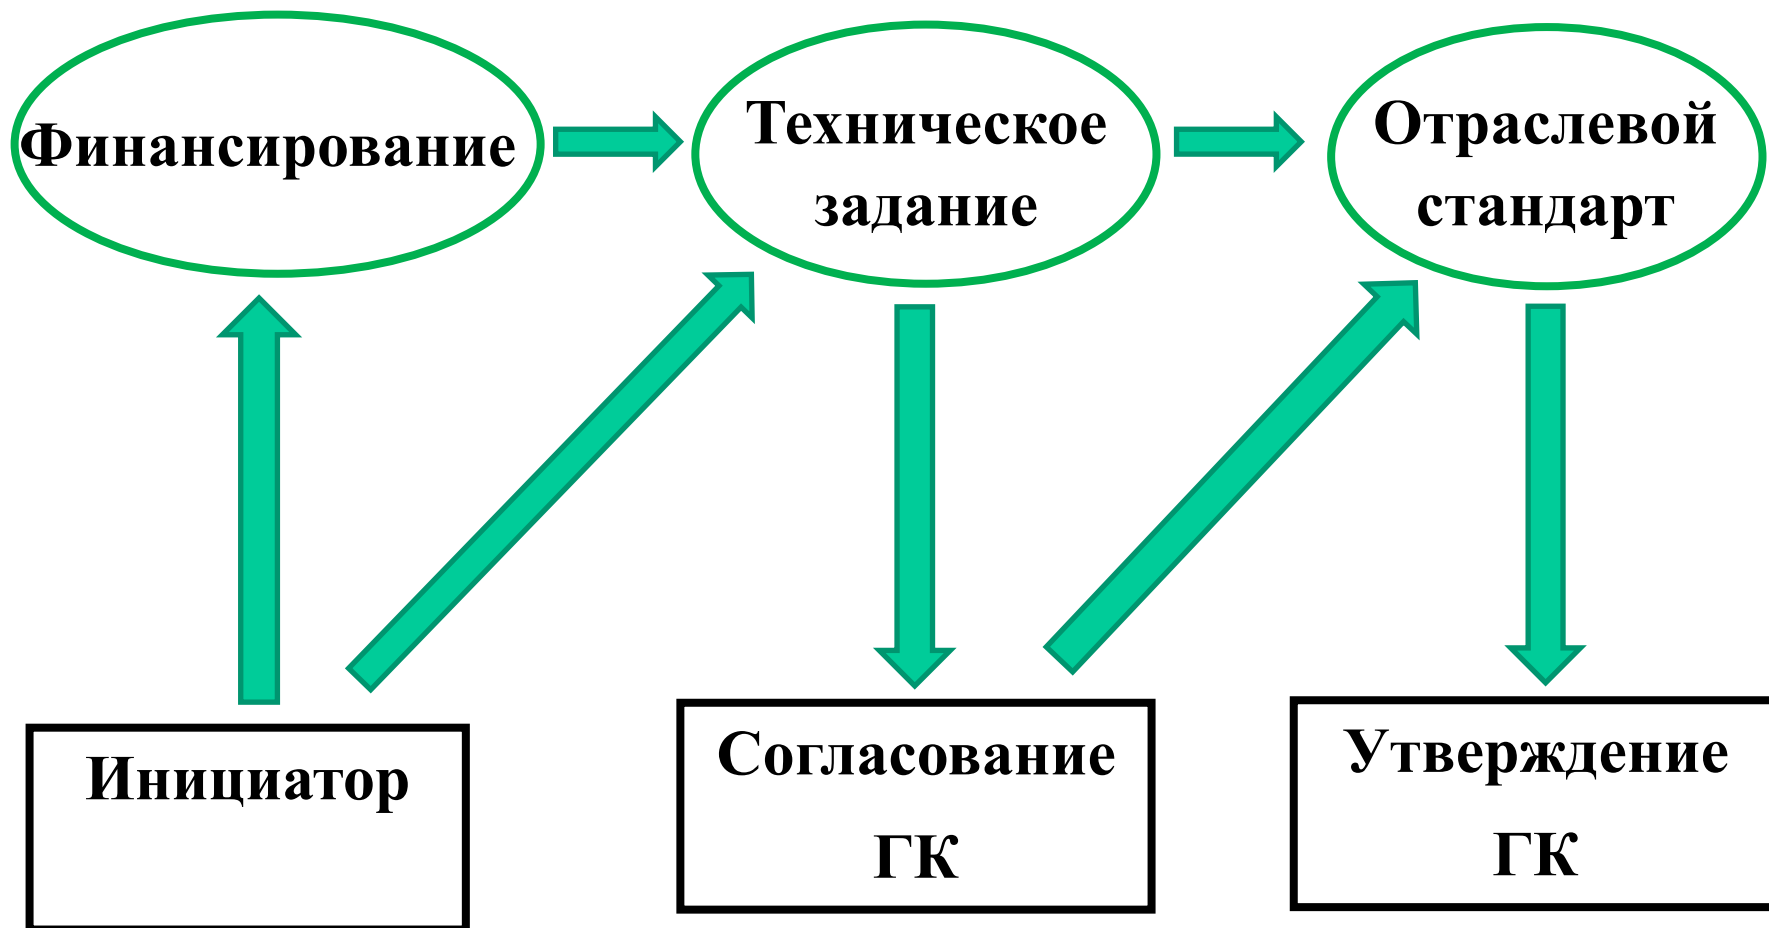 Финансирование
Техническое
задание
Отраслевой
стандарт
Инициатор
Согласование
ГК
Утверждение
ГК